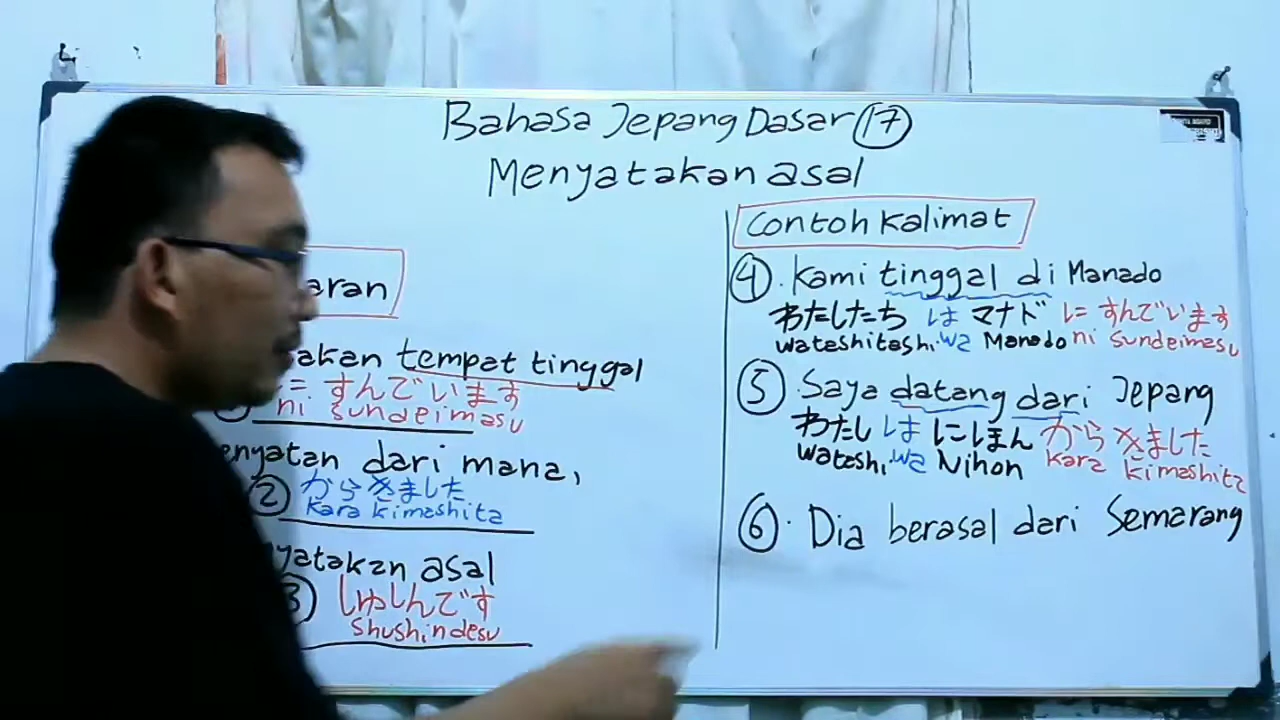 Bahasa Jepang Dasar 17
Menyatakan asal
aran
akan tempat tinggal
に すんでいます
ni sundeimasu
enyatan dari mana,
2 からきました
Kara kimashita
yatakan asal
3 しゅしんです
shushindesu
Contoh Kalimat
4. Kami tinggal di Manado
わたしたち は マナド に すんでいます
watashitashi wa Manado ni sundeimasu
5. Saya datang dari Jepang
わたし は にほん から きました
watashi wa Nihon kara kimashita
6. Dia berasal dari Semarang